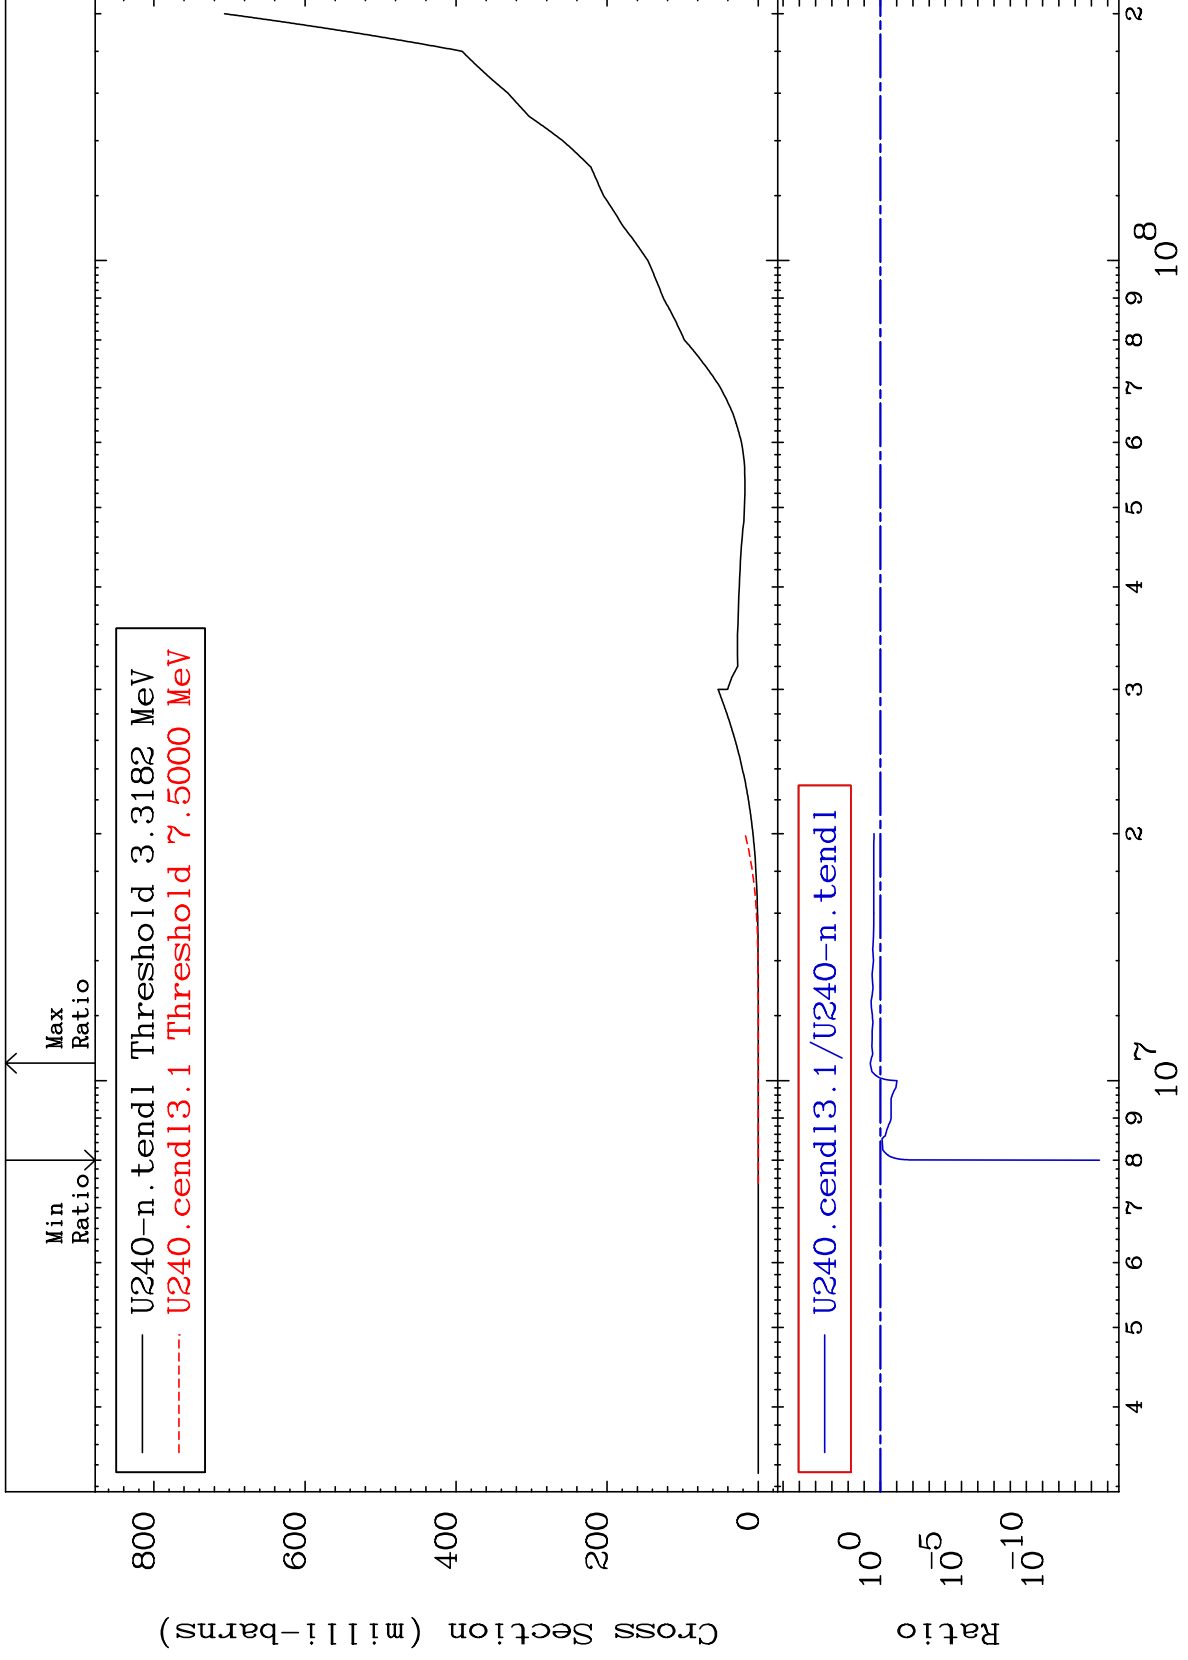 Min
Ratio
Max
Ratio
U240-n.tendl Threshold 3.3182 MeV
U240.cendl3.1 Threshold 7.5000 MeV
Cross Section (milli-barns)
800
600
400
200
0
U240.cendl3.1/U240-n.tendl
Ratio
10 0
10 -5
10 -10
4 5 6 7 8 9 10 7 2 3 4 5 6 7 8 9 10 8 2